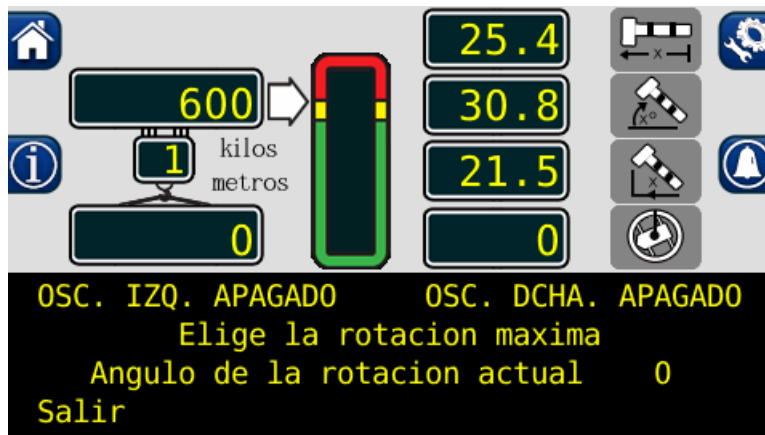 25.4
x
600
30.8
x°
kilos
1
metros
21.5
x
0
0
OSC. IZQ. APAGADO OSC. DCHA. APAGADO
Elige la rotacion maxima
Angulo de la rotacion actual 0
Salir